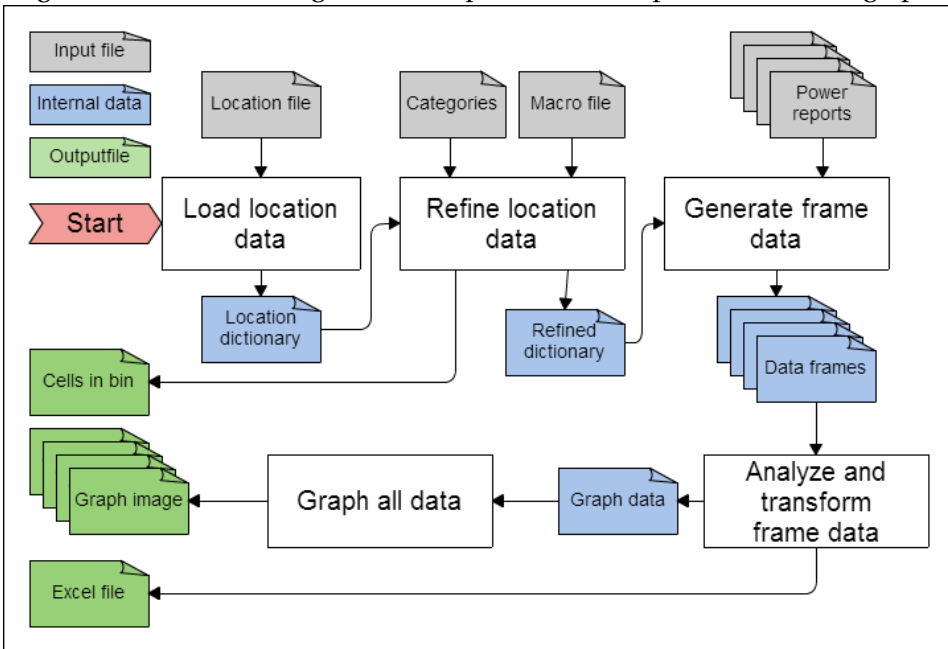 Input file
Internal data
Outputfile
Start
Location file
Categories
Macro file
Power
reports
Load location
data
Refine location
data
Generate frame
data
Location
dictionary
Refined
dictionary
Data frames
Cells in bin
Graph image
Graph all data
Graph data
Analyze and
transform
frame data
Excel file